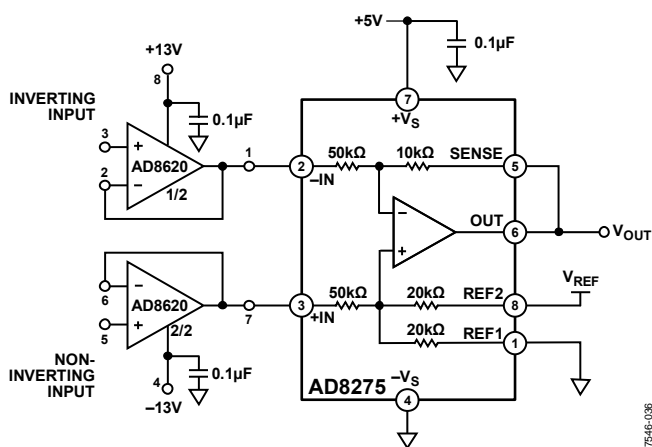 +5V
0.1µF
+13V
8
INVERTING
INPUT
0.1µF
7
+VS
3
+
AD8620
2
–
1/2
1
2
–IN
50kΩ
10kΩ
SENSE
5
–
+
OUT
6
VOUT
6
–
AD8620
5
+
2/2
7
3
+IN
50kΩ
20kΩ
REF2
8
VREF
20kΩ
REF1
1
NON-
INVERTING
INPUT
4
–13V
0.1µF
AD8275
–VS
4
7546-036